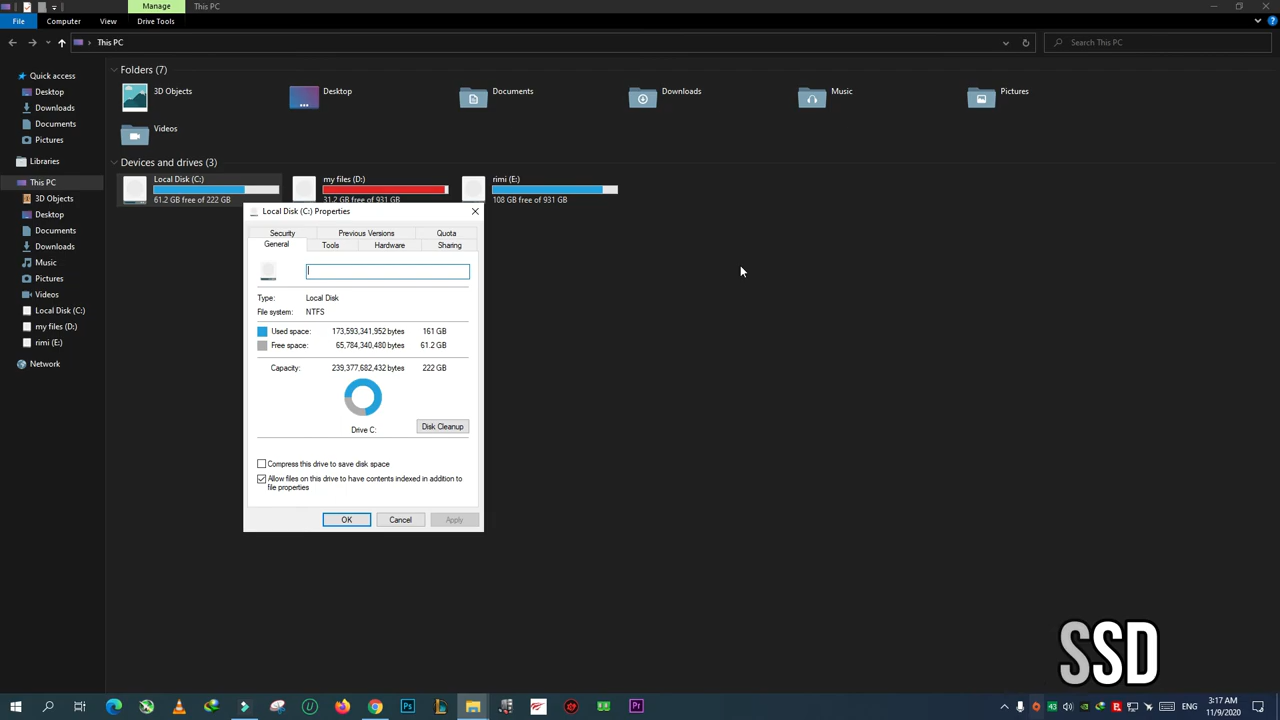 Manage
This PC
File
Computer
View
Drive Tools
This PC
Search This PC
Quick access
Desktop
Downloads
Documents
Pictures
Libraries
This PC
3D Objects
Desktop
Documents
Downloads
Music
Pictures
Videos
Local Disk (C:)
my files (D:)
rimi (E:)
Network
Folders (7)
3D Objects
Desktop
Documents
Downloads
Music
Pictures
Videos
Devices and drives (3)
Local Disk (C:)
61.2 GB free of 222 GB
my files (D:)
31.2 GB free of 931 GB
rimi (E:)
108 GB free of 931 GB
Local Disk (C:) Properties
Security
Previous Versions
Quota
General
Tools
Hardware
Sharing
Type: Local Disk
File system: NTFS
Used space: 173,593,341,952 bytes 161 GB
Free space: 65,784,340,480 bytes 61.2 GB
Capacity: 239,377,682,432 bytes 222 GB
Drive C:
Disk Cleanup
Compress this drive to save disk space
Allow files on this drive to have contents indexed in addition to
file properties
OK
Cancel
Apply
SSD
Ps
Pr
43
ENG
3:17 AM
11/9/2020